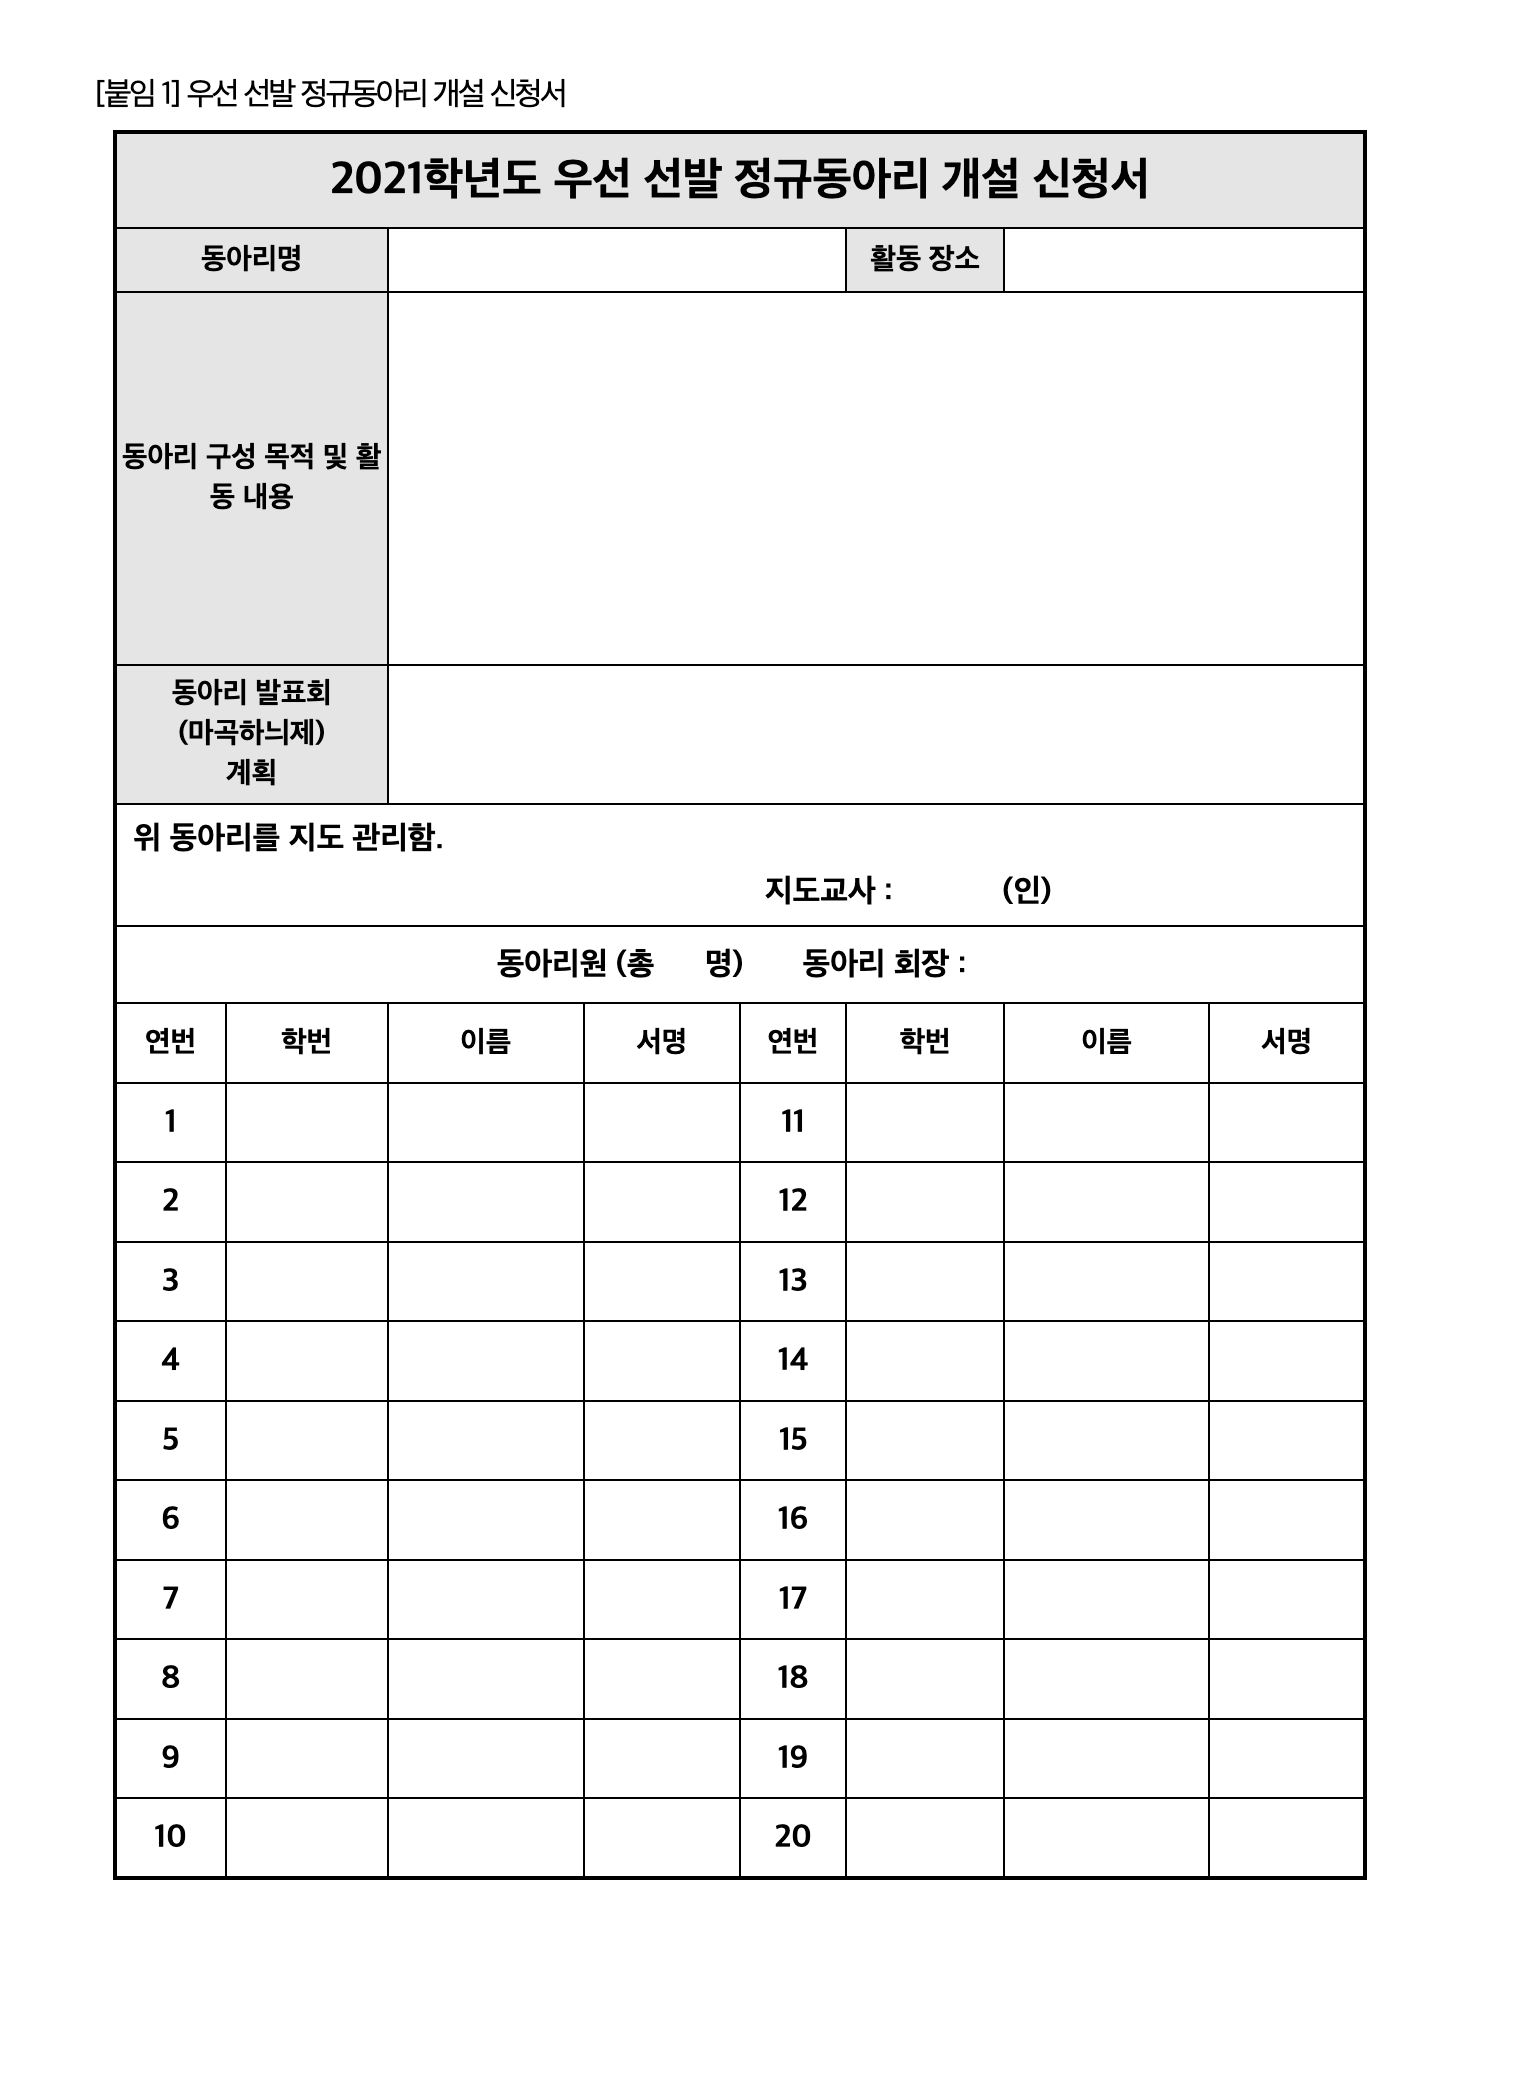 [붙임 1] 우선 선발 정규동아리 개설 신청서
2021학년도 우선 선발 정규동아리 개설 신청서
동아리명 활동 장소
동아리 구성 목적 및 활
동 내용
동아리 발표회
(마곡하늬제)
계획
위 동아리를 지도 관리함.
지도교사 : (인)
동아리원 (총 명) 동아리 회장 :
연번 학번 이름 서명 연번 학번 이름 서명
1 11
2 12
3 13
4 14
5 15
6 16
7 17
8 18
9 19
10 20